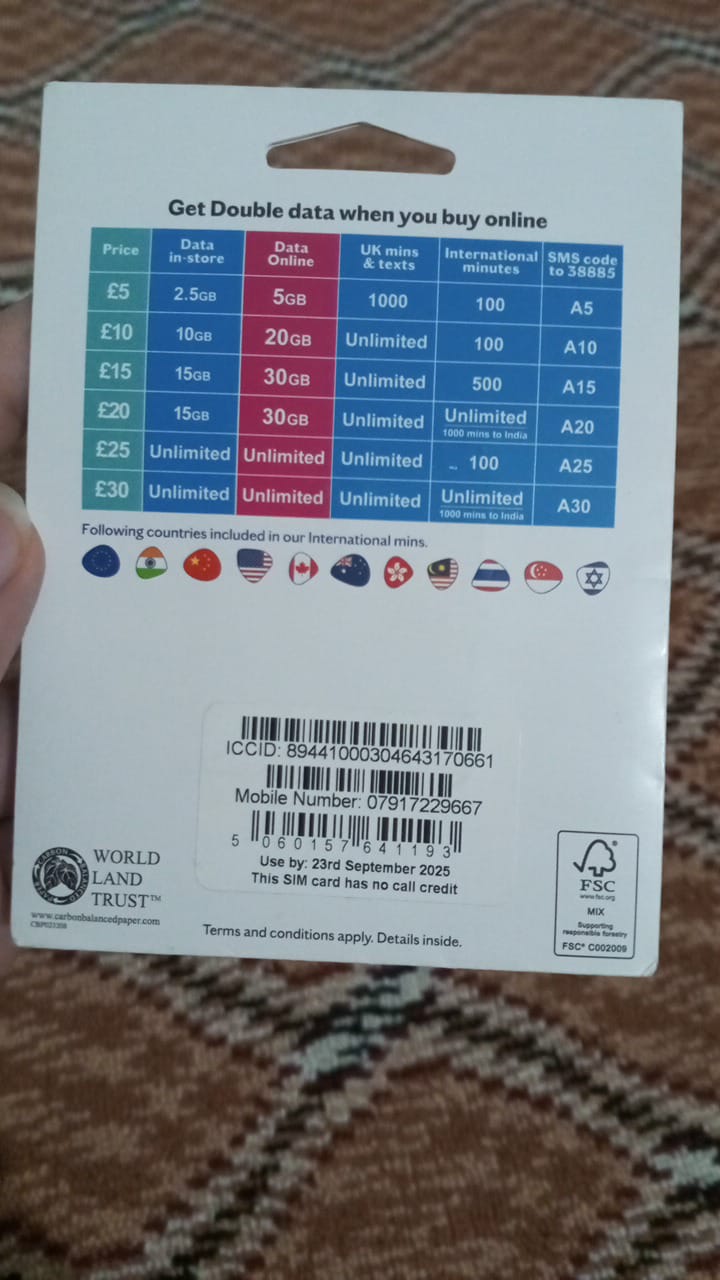 Get Double data when you buy online
Price Data in-store Data Online UK mins & texts International minutes SMS code to 38885
£5 2.5GB 5GB 1000 100 A5
£10 10GB 20GB Unlimited 100 A10
£15 15GB 30GB Unlimited 500 A15
£20 15GB 30GB Unlimited Unlimited 1000 mins to India A20
£25 Unlimited Unlimited Unlimited 100 A25
£30 Unlimited Unlimited Unlimited Unlimited 1000 mins to India A30
Following countries included in our International mins.
ICCID: 89441000304643170661
Mobile Number: 07917229667
5 060157 641193
Use by: 23rd September 2025
This SIM card has no call credit
CARBON BALANCED PAPER
WORLD
LAND
TRUST™
www.carbonbalancedpaper.com
Terms and conditions apply. Details inside.
FSC
www.fsc.org
MIX
Supporting
responsible forestry
FSC® C002009